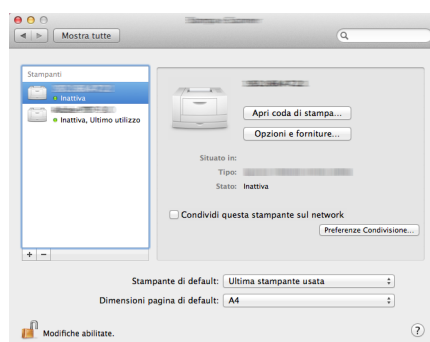 Mostra tutte
Stampanti
Inattiva
Inattiva, Ultimo utilizzo
Apri coda di stampa...
Opzioni e forniture...
Situato in:
Tipo:
Stato: Inattiva
Condividi questa stampante sul network
Preferenze Condivisione...
+ −
Stampante di default: Ultima stampante usata
Dimensioni pagina di default: A4
Modifiche abilitate.
?